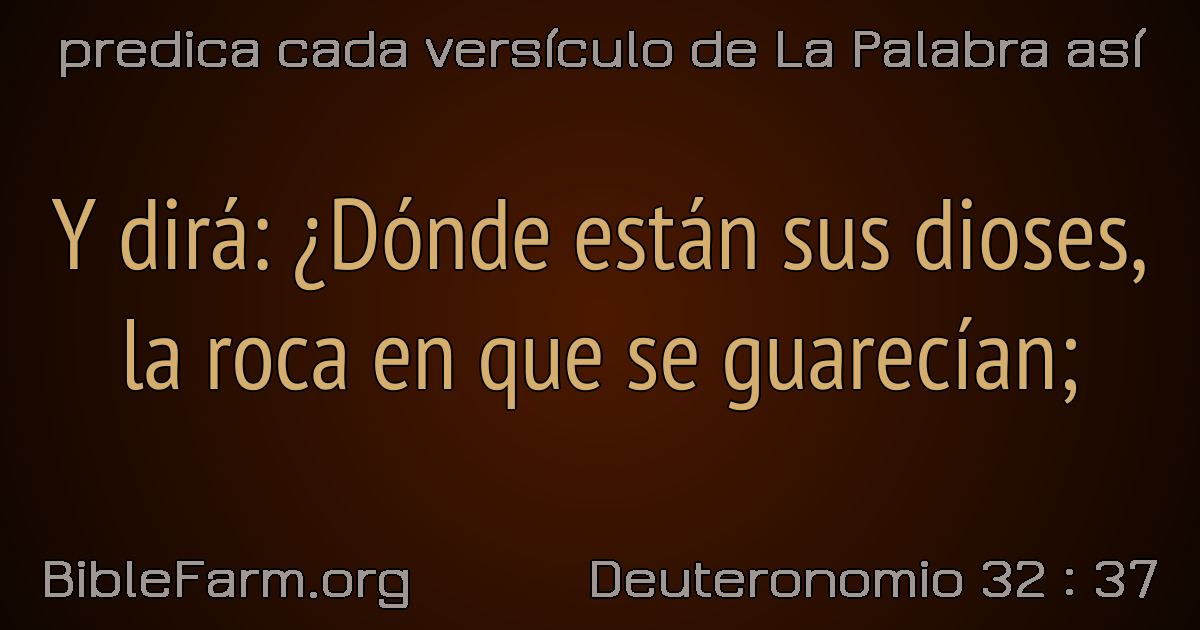 predica cada versículo de La Palabra así
Y dirá: ¿Dónde están sus dioses,
la roca en que se guarecían;
BibleFarm.org
Deuteronomio 32 : 37